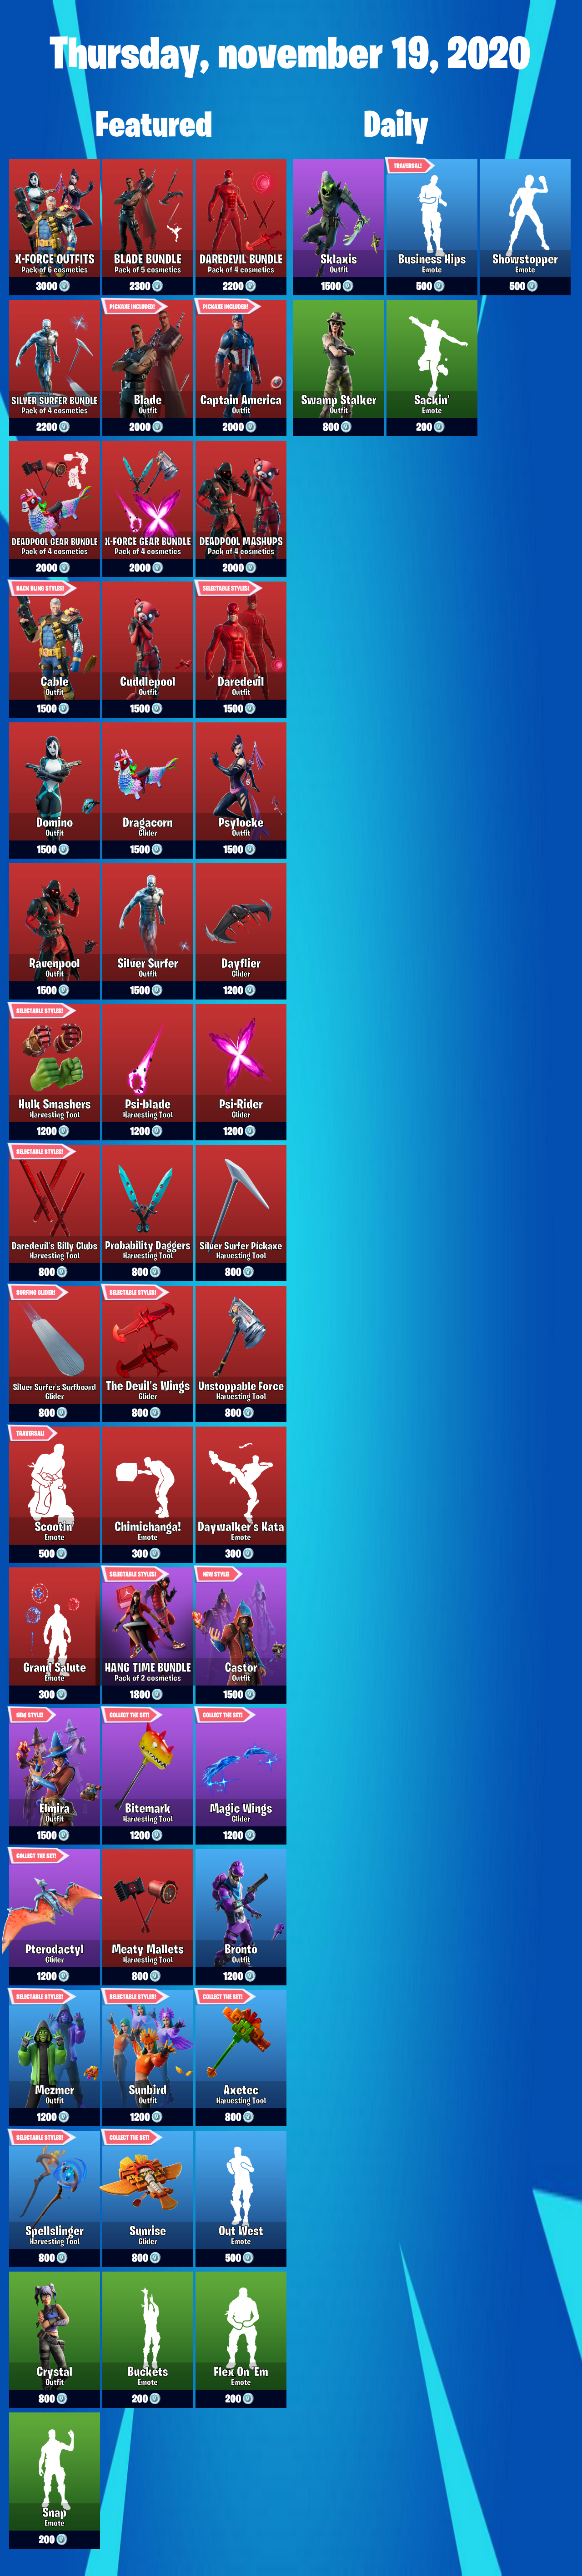 Thursday, november 19, 2020
Featured
Daily
X-FORCE OUTFITS
Pack of 6 cosmetics
3000
BLADE BUNDLE
Pack of 5 cosmetics
2300
DAREDEVIL BUNDLE
Pack of 4 cosmetics
2200
Sklaxis
Outfit
1500
TRAVERSAL!
Business Hips
Emote
500
Showstopper
Emote
500
SILVER SURFER BUNDLE
Pack of 4 cosmetics
2200
PICKAXE INCLUDED!
Blade
Outfit
2000
PICKAXE INCLUDED!
Captain America
Outfit
2000
Swamp Stalker
Outfit
800
Sackin'
Emote
200
DEADPOOL GEAR BUNDLE
Pack of 4 cosmetics
2000
X-FORCE GEAR BUNDLE
Pack of 4 cosmetics
2000
DEADPOOL MASHUPS
Pack of 4 cosmetics
2000
BACK BLING STYLES!
Cable
Outfit
1500
Cuddlepool
Outfit
1500
SELECTABLE STYLES!
Daredevil
Outfit
1500
Domino
Outfit
1500
Dragacorn
Glider
1500
Psylocke
Outfit
1500
Ravenpool
Outfit
1500
Silver Surfer
Outfit
1500
Dayflier
Glider
1200
SELECTABLE STYLES!
Hulk Smashers
Harvesting Tool
1200
Psi-blade
Harvesting Tool
1200
Psi-Rider
Glider
1200
SELECTABLE STYLES!
Daredevil's Billy Clubs
Harvesting Tool
800
Probability Daggers
Harvesting Tool
800
Silver Surfer Pickaxe
Harvesting Tool
800
SURFING GLIDER!
Silver Surfer's Surfboard
Glider
800
SELECTABLE STYLES!
The Devil's Wings
Glider
800
Unstoppable Force
Harvesting Tool
800
TRAVERSAL!
Scootin'
Emote
500
Chimichanga!
Emote
300
Daywalker's Kata
Emote
300
Grand Salute
Emote
300
SELECTABLE STYLES!
HANG TIME BUNDLE
Pack of 2 cosmetics
1800
NEW STYLE!
Castor
Outfit
1500
NEW STYLE!
Elmira
Outfit
1500
COLLECT THE SET!
Bitemark
Harvesting Tool
1200
COLLECT THE SET!
Magic Wings
Glider
1200
COLLECT THE SET!
Pterodactyl
Glider
1200
Meaty Mallets
Harvesting Tool
800
Bronto
Outfit
1200
SELECTABLE STYLES!
Mezmer
Outfit
1200
SELECTABLE STYLES!
Sunbird
Outfit
1200
COLLECT THE SET!
Axetec
Harvesting Tool
800
SELECTABLE STYLES!
Spellslinger
Harvesting Tool
800
COLLECT THE SET!
Sunrise
Glider
800
Out West
Emote
500
Crystal
Outfit
800
Buckets
Emote
200
Flex On 'Em
Emote
200
Snap
Emote
200